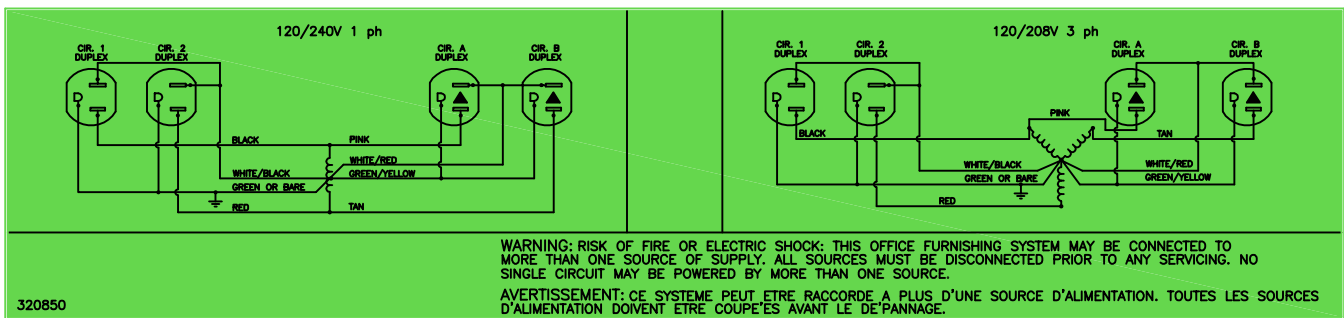 120/240V 1 ph
CIR. 1
DUPLEX
CIR. 2
DUPLEX
CIR. A
DUPLEX
CIR. B
DUPLEX
BLACK
PINK
WHITE/RED
WHITE/BLACK
GREEN/YELLOW
GREEN OR BARE
RED
TAN
120/208V 3 ph
CIR. 1
DUPLEX
CIR. 2
DUPLEX
CIR. A
DUPLEX
CIR. B
DUPLEX
PINK
BLACK
TAN
WHITE/BLACK
WHITE/RED
GREEN OR BARE
GREEN/YELLOW
RED
WARNING: RISK OF FIRE OR ELECTRIC SHOCK: THIS OFFICE FURNISHING SYSTEM MAY BE CONNECTED TO
MORE THAN ONE SOURCE OF SUPPLY. ALL SOURCES MUST BE DISCONNECTED PRIOR TO ANY SERVICING. NO
SINGLE CIRCUIT MAY BE POWERED BY MORE THAN ONE SOURCE.
AVERTISSEMENT: CE SYSTEME PEUT ETRE RACCORDE A PLUS D'UNE SOURCE D'ALIMENTATION. TOUTES LES SOURCES
D'ALIMENTATION DOIVENT ETRE COUPE'ES AVANT LE DE'PANNAGE.
320850